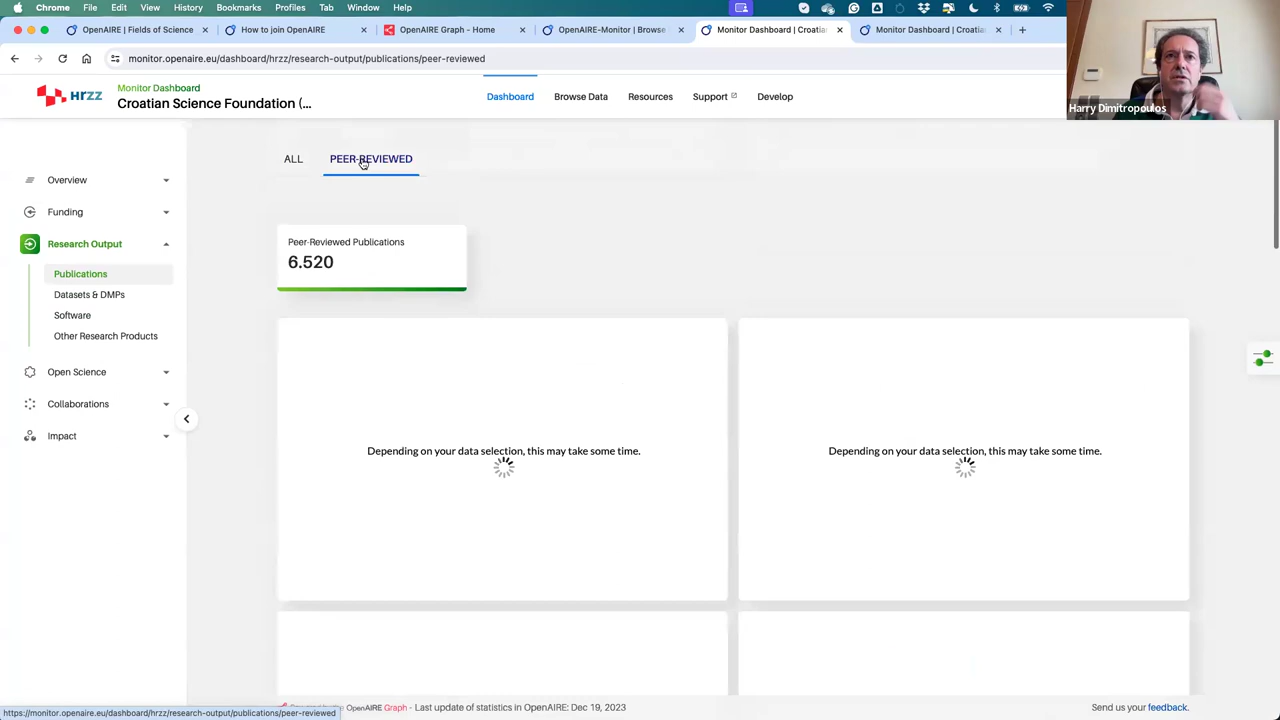 Chrome File Edit View History Bookmarks Profiles Tab Window Help
OpenAIRE | Fields of Science
How to join OpenAIRE
OpenAIRE Graph - Home
OpenAIRE-Monitor | Browse
Monitor Dashboard | Croatia
Monitor Dashboard | Croatia
monitor.openaire.eu/dashboard/hrzz/research-output/publications/peer-reviewed
Harry Dimitropoulos
HRZZ
Monitor Dashboard
Croatian Science Foundation (...
Dashboard Browse Data Resources Support Develop
ALL PEER-REVIEWED
Overview
Funding
Research Output
Publications
Datasets & DMPs
Software
Other Research Products
Open Science
Collaborations
Impact
Peer-Reviewed Publications
6.520
Depending on your data selection, this may take some time.
Depending on your data selection, this may take some time.
https://monitor.openaire.eu/dashboard/hrzz/research-output/publications/peer-reviewed
OpenAIRE Graph - Last update of statistics in OpenAIRE: Dec 19, 2023
Send us your feedback.